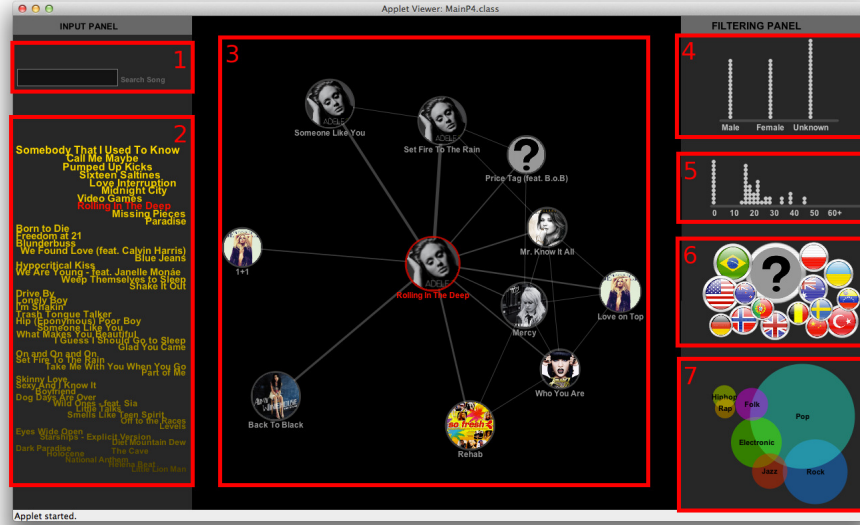 Applet Viewer: MainP4.class
INPUT PANEL
FILTERING PANEL
1
Search Song
2
Somebody That I Used To Know
Call Me Maybe
Pumped Up Kicks
Sixteen Saltines
Love Interruption
Midnight City
Video Games
Rolling In The Deep
Missing Pieces
Paradise
Born to Die
Freedom at 21
Blunderbuss
We Found Love (feat. Calvin Harris)
Blue Jeans
Hypocritical Kiss
We Are Young - feat. Janelle Monáe
Weep Themselves to Sleep
Shake It Out
Drive By
Lonely Boy
I'm Shakin'
Trash Tongue Talker
Hip (Eponymous) Poor Boy
Someone Like You
What Makes You Beautiful
I Guess I Should Go to Sleep
Glad You Came
On and On and On
Set Fire To The Rain
Take Me With You When You Go
Part of Me
Skinny Love
Sexy And I Know It
Boyfriend
Dog Days Are Over
Wild Ones - feat. Sia
Little Talks
Smells Like Teen Spirit
Off to the Races
Levels
Eyes Wide Open
Starships - Explicit Version
Diet Mountain Dew
Dark Paradise
The Cave
Holocene
National Anthem
Helena Beat
Little Lion Man
3
ADELE
Someone Like You
ADELE
Set Fire To The Rain
?
Price Tag (feat. B.o.B)
Mr. Know It All
1+1
ADELE
Rolling In The Deep
Love on Top
Mercy
Who You Are
Back To Black
so fresh
Rehab
4
Male Female Unknown
5
0 10 20 30 40 50 60+
6
?
7
Hiphop
Rap
Folk
Pop
Electronic
Jazz
Rock
Applet started.